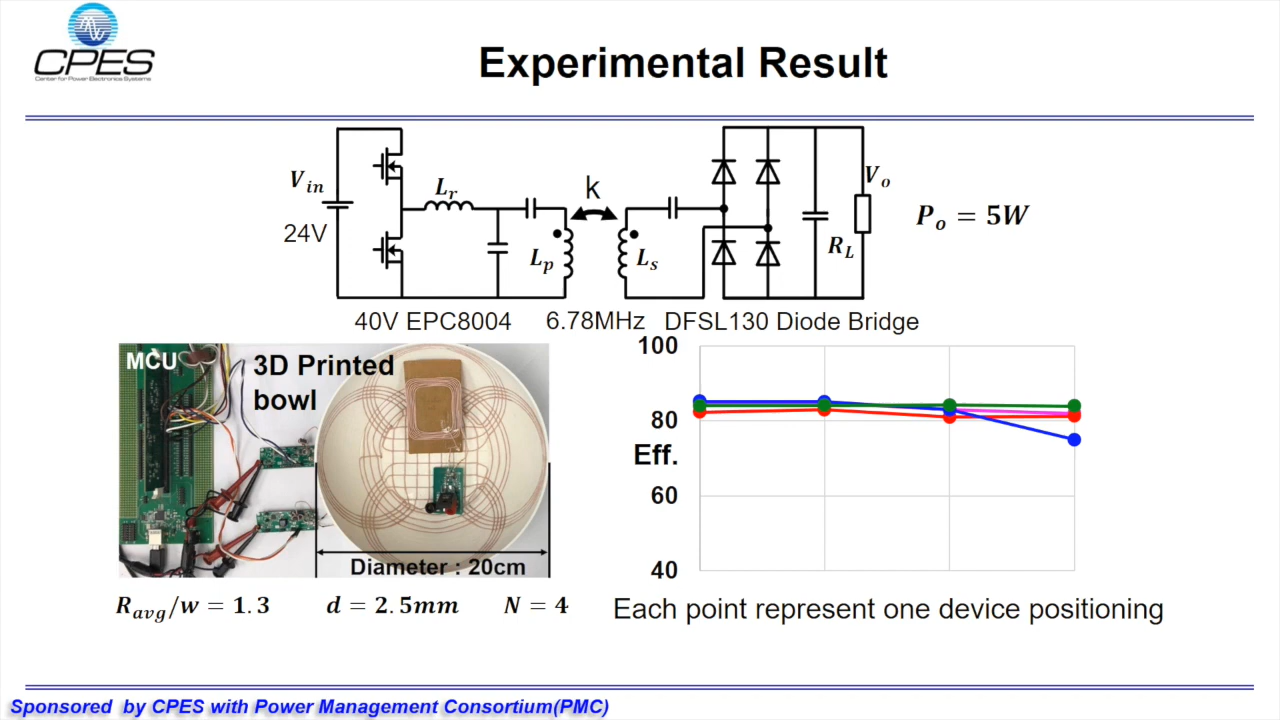 CPES
Center for Power Electronics Systems
Experimental Result
V_in
24V
L_r
k
L_p
L_s
V_o
R_L
P_o = 5W
40V EPC8004
6.78MHz
DFSL130 Diode Bridge
MCU
3D Printed
bowl
Diameter : 20cm
R_avg/w = 1.3
d = 2.5mm
N = 4
100
80
Eff.
60
40
Each point represent one device positioning
Sponsored by CPES with Power Management Consortium(PMC)